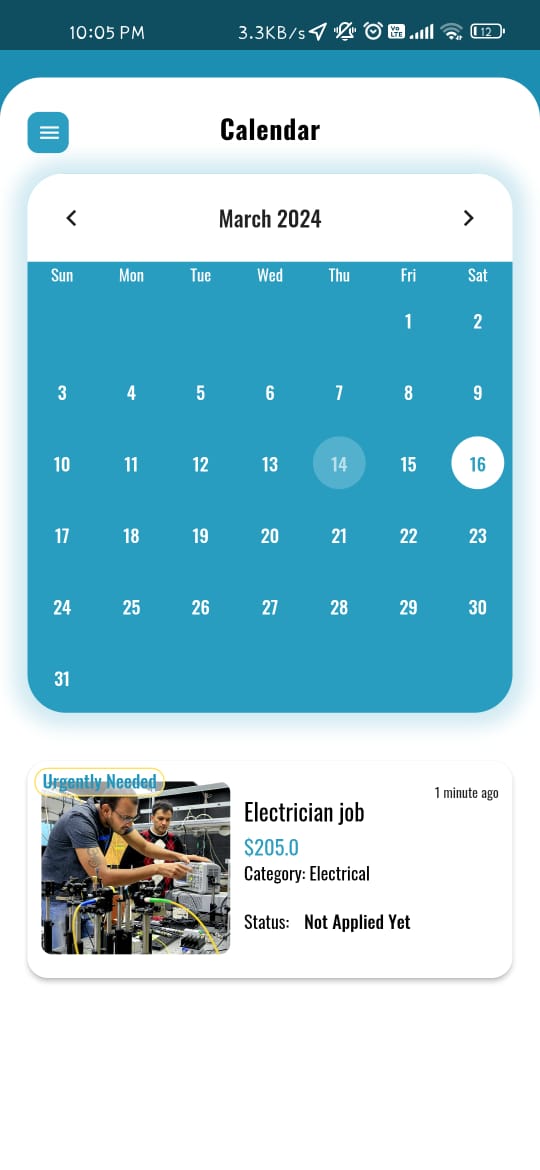 10:05 PM 3.3KB/s Vo LTE 12
Calendar
March 2024
Sun Mon Tue Wed Thu Fri Sat
1 2
3 4 5 6 7 8 9
10 11 12 13 14 15 16
17 18 19 20 21 22 23
24 25 26 27 28 29 30
31
Urgently Needed
1 minute ago
Electrician job
$205.0
Category: Electrical
Status: Not Applied Yet